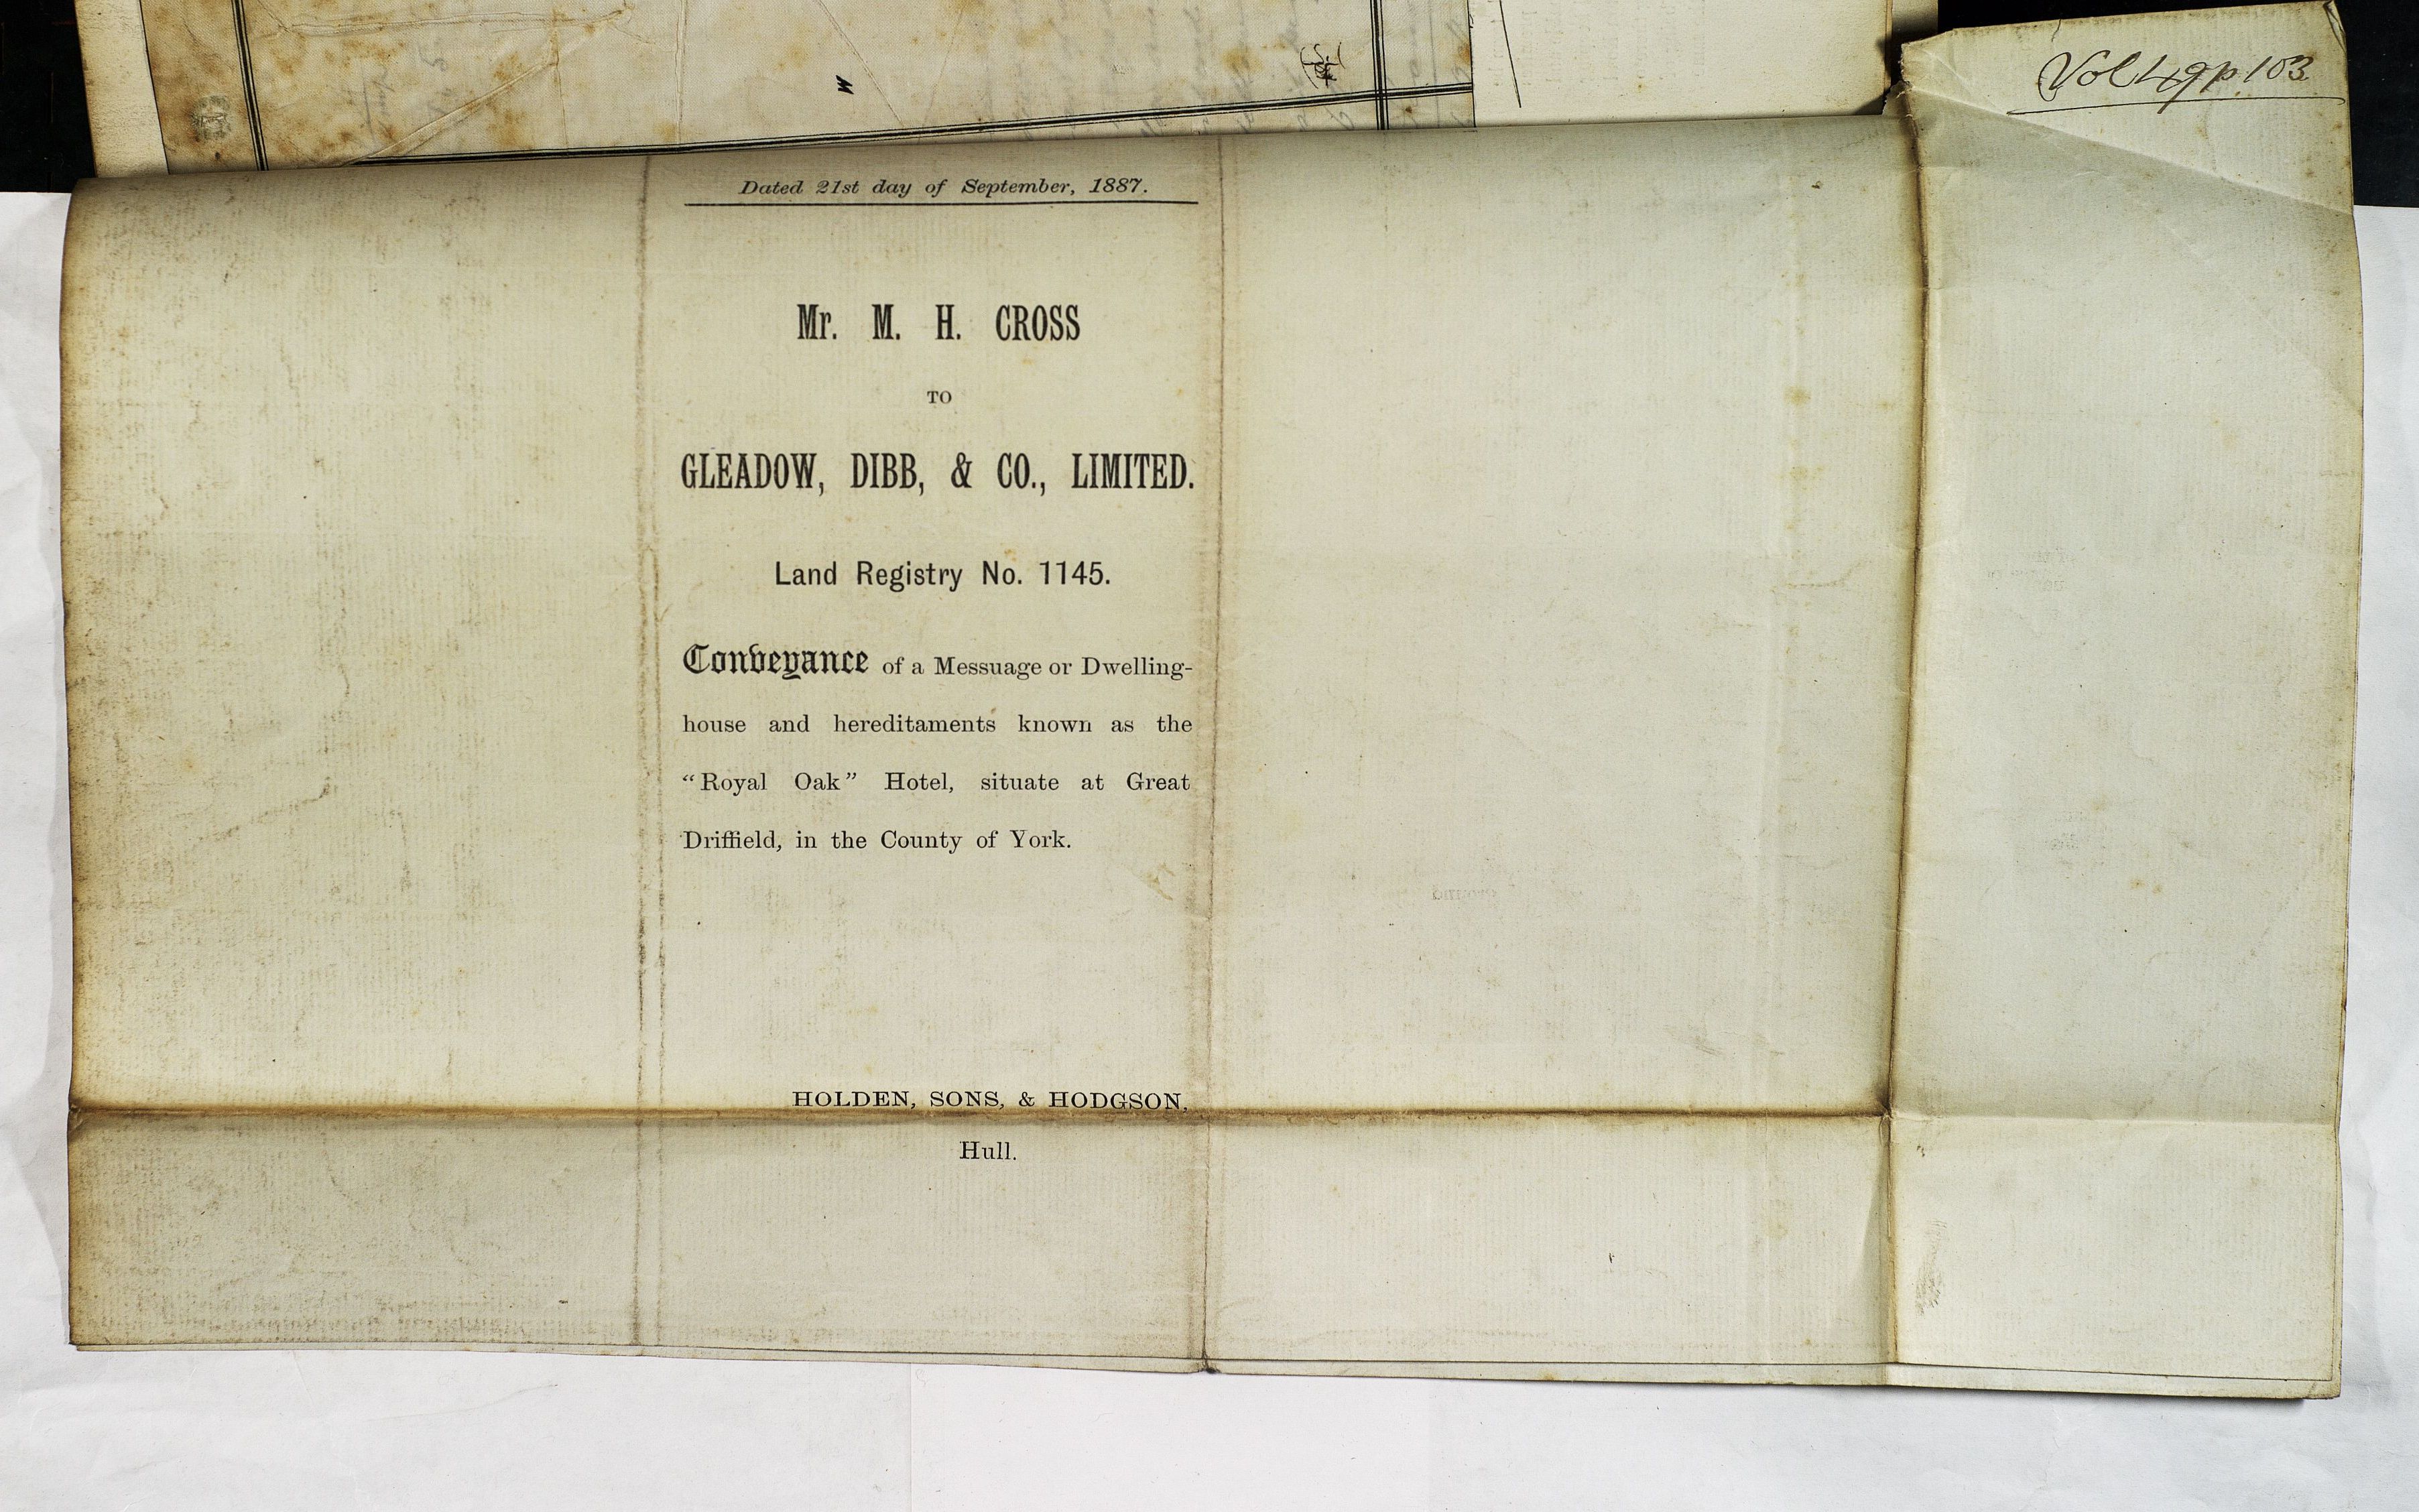 Vol 49 p 103
Dated 21st day of September, 1887.
Mr. M. H. CROSS
TO
GLEADOW, DIBB, & CO., LIMITED.
Land Registry No. 1145.
Conveyance of a Messuage or Dwelling-
house and hereditaments known as the
“Royal Oak” Hotel, situate at Great
Driffield, in the County of York.
HOLDEN, SONS, & HODGSON,
Hull.